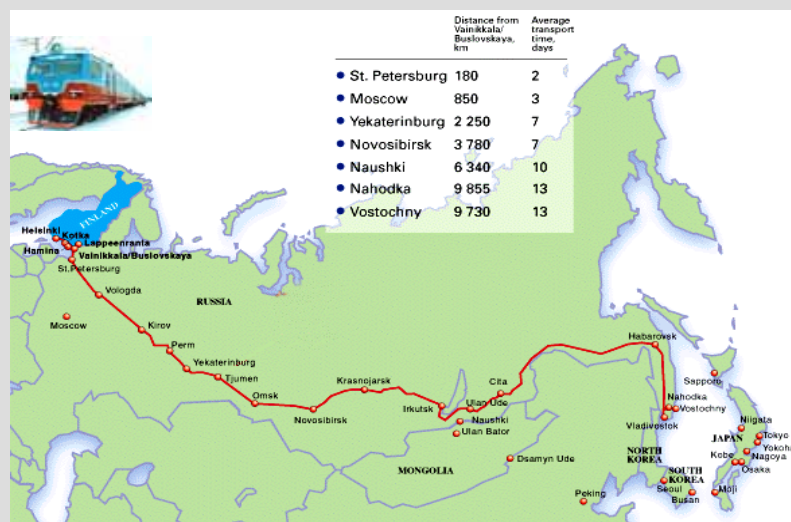 Distance from Average
Vainikkala/ transport
Buslovskaya, time,
km days
St. Petersburg 180 2
Moscow 850 3
Yekaterinburg 2 250 7
Novosibirsk 3 780 7
Naushki 6 340 10
Nahodka 9 855 13
Vostochny 9 730 13
FINLAND
Helsinki
Kotka
Lappeenranta
Hamina
Vainikkala/Buslovskaya
St.Petersburg
Vologda
RUSSIA
Moscow
Kirov
Perm
Yekaterinburg
Tjumen
Omsk
Novosibirsk
Krasnojarsk
Irkutsk
Ulan Ude
Cita
Naushki
Ulan Bator
Habarovsk
Sapporo
Nahodka
Vostochny
Vladivostok
Niigata
JAPAN
Tokyo
Yokoha
Nagoya
Kobe
Osaka
NORTH
KOREA
SOUTH
KOREA
MONGOLIA
Dsamyn Ude
Seoul
Busan
Moji
Peking